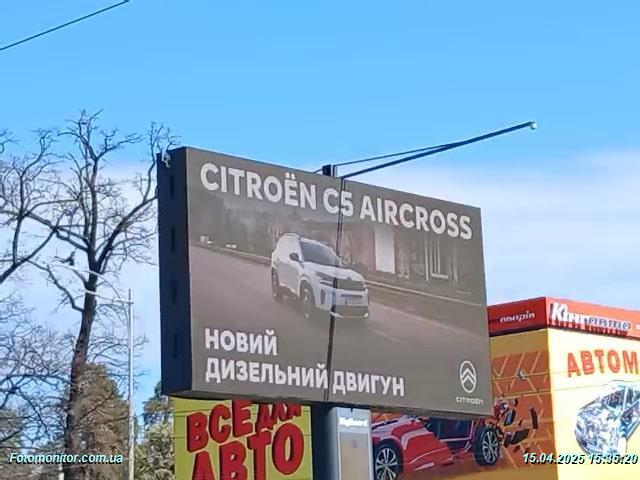 CITROËN C5 AIRCROSS
НОВИЙ
ДИЗЕЛЬНИЙ ДВИГУН
CITROËN
ВСЕ ДЛЯ
АВТО
АВТОМ
Fotomonitor.com.ua
15.04.2025 15:35:20